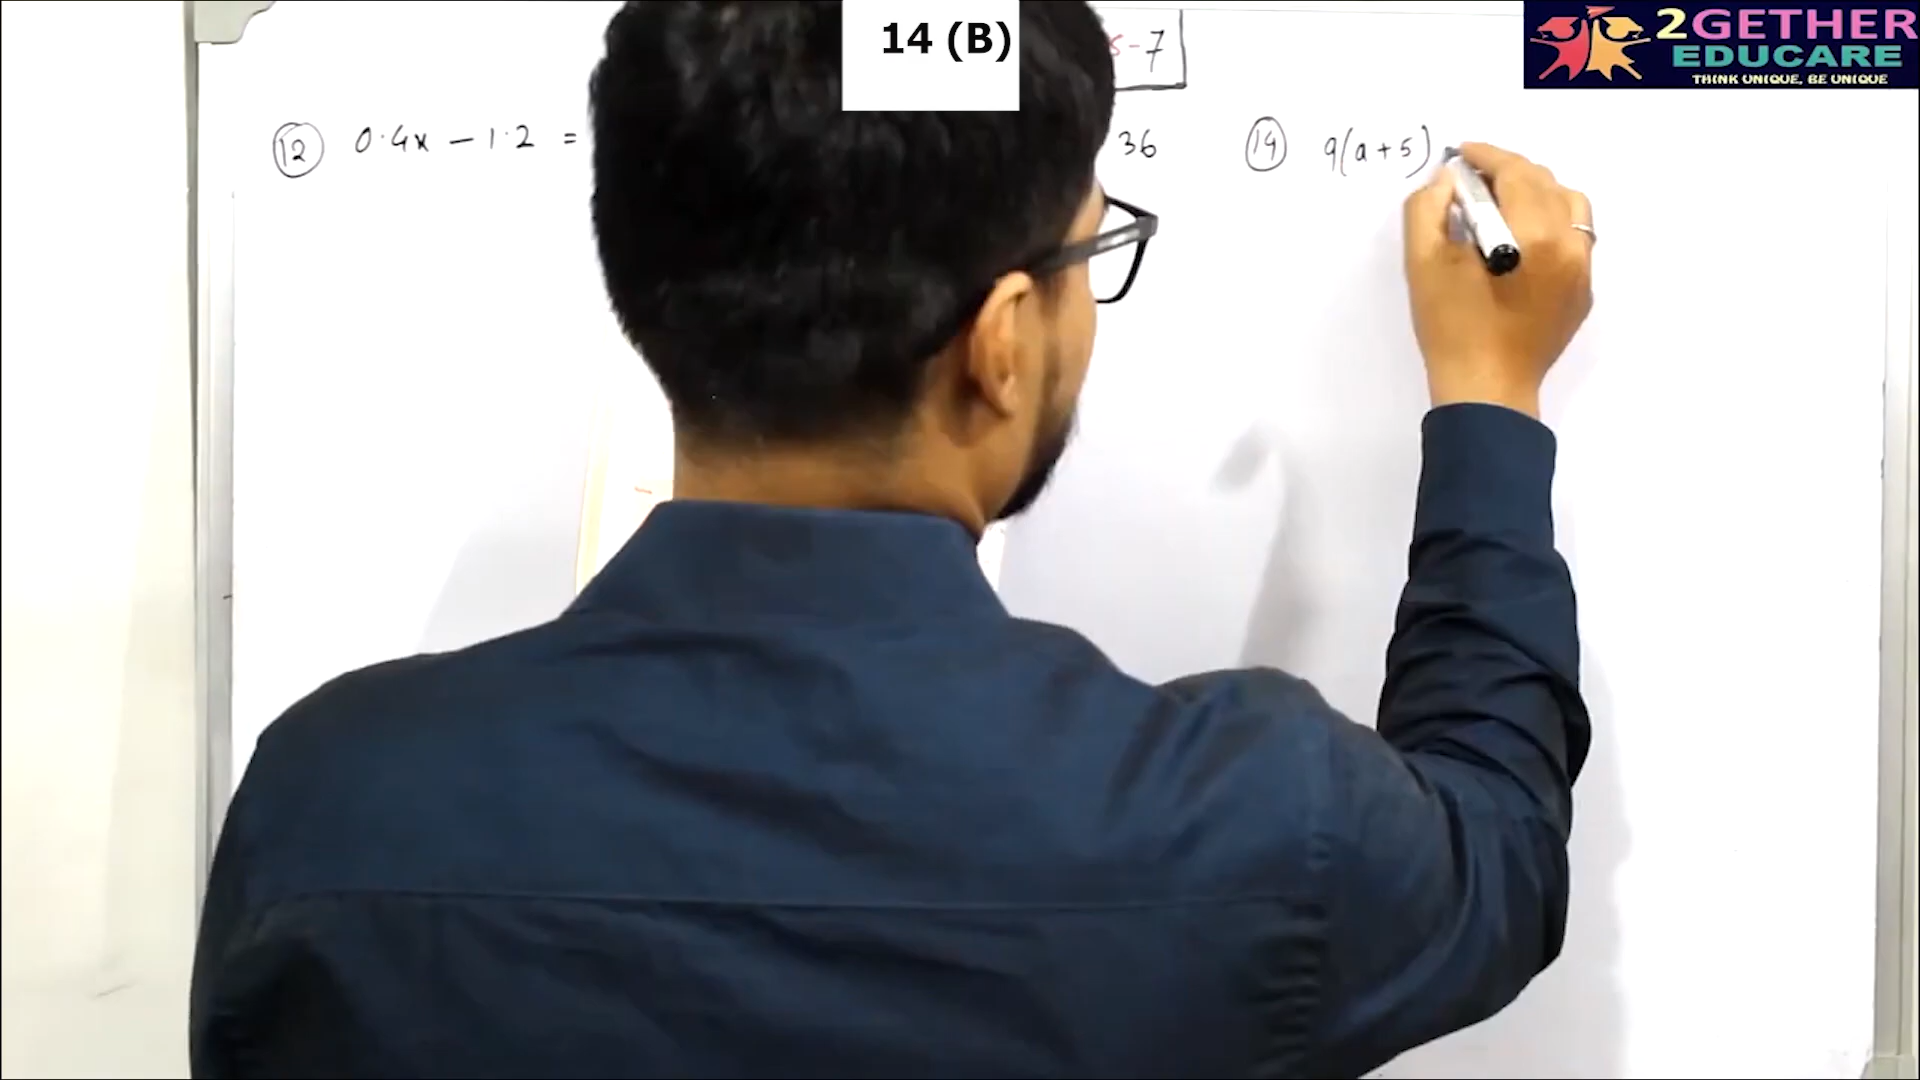 14 (B)
2GETHER
EDUCARE
THINK UNIQUE, BE UNIQUE
-7
12 0.4x - 1.2 =
36
14 9(a+5)